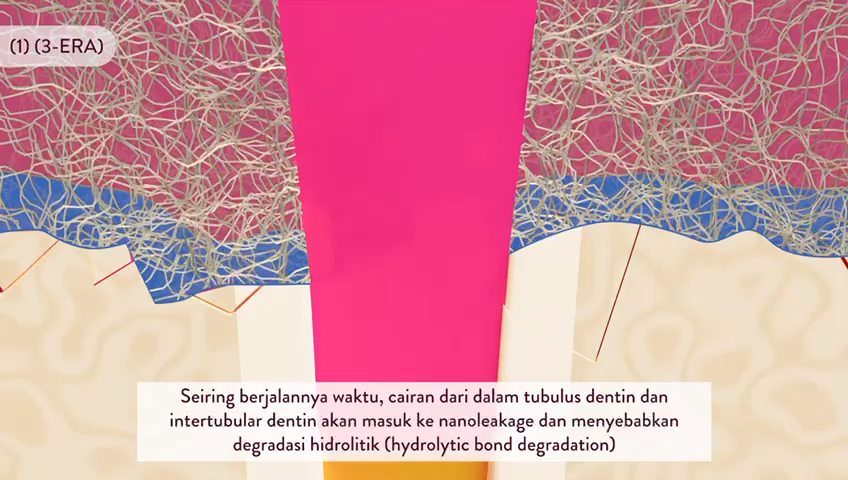 (1) (3-ERA)
Seiring berjalannya waktu, cairan dari dalam tubulus dentin dan
intertubular dentin akan masuk ke nanoleakage dan menyebabkan
degradasi hidrolitik (hydrolytic bond degradation)